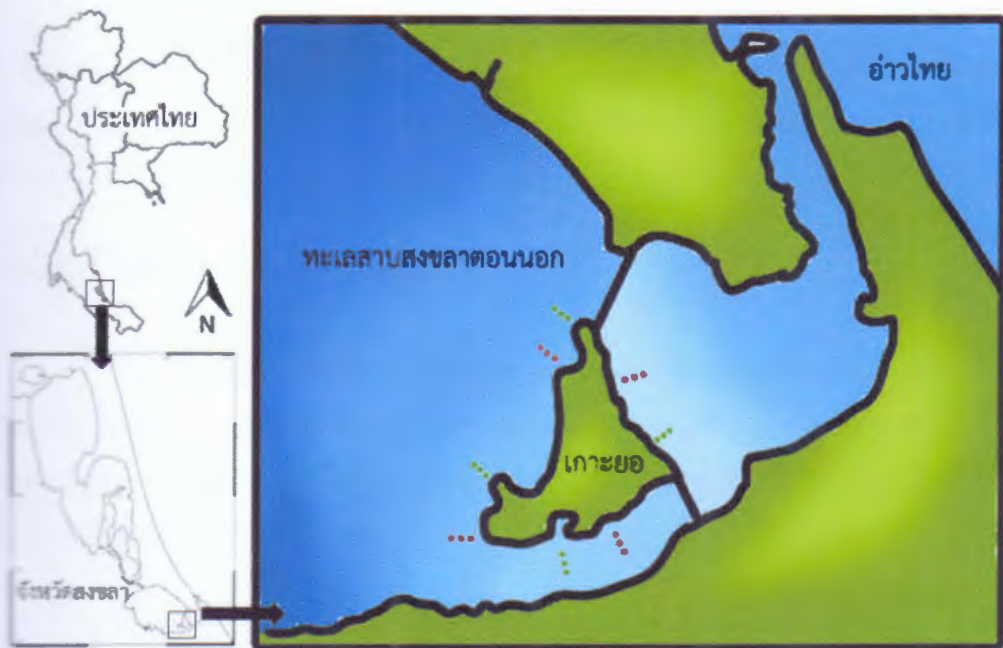 ประเทศไทย
N
จังหวัดสงขลา
อ่าวไทย
ทะเลสาบสงขลาตอนนอก
เกาะยอ